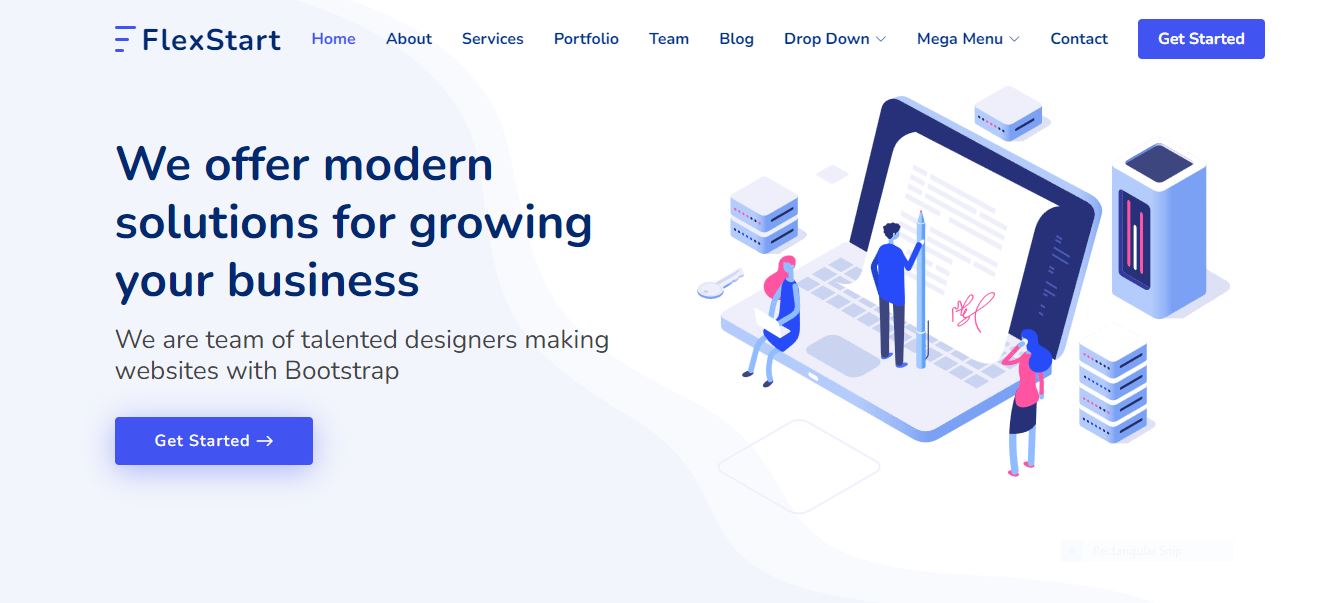 FlexStart
Home
About
Services
Portfolio
Team
Blog
Drop Down
Mega Menu
Contact
Get Started
We offer modern
solutions for growing
your business
We are team of talented designers making
websites with Bootstrap
Get Started →
Rectangular Snip